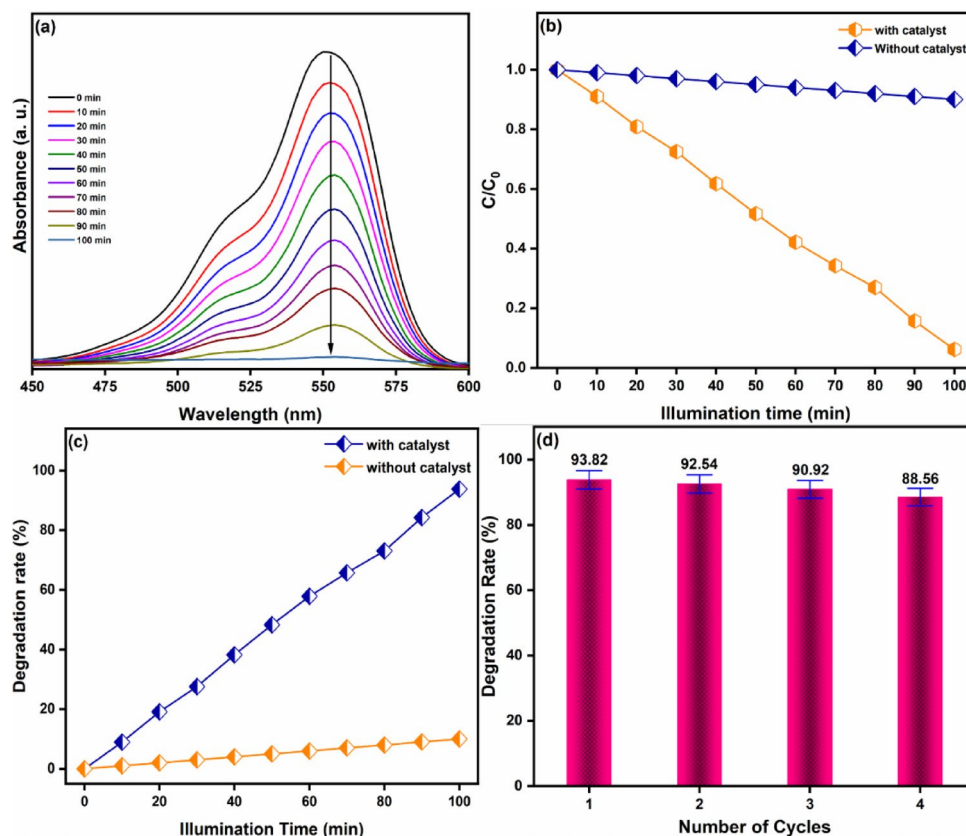 (a)
0 min
10 min
20 min
30 min
40 min
50 min
60 min
70 min
80 min
90 min
100 min
Absorbance (a. u.)
450 500 525 550 575 600
Wavelength (nm)
(b)
with catalyst
Without catalyst
C/C0
1.0
0.8
0.6
0.4
0.2
0.0
0 10 20 30 40 50 60 70 80 90 100
Illumination time (min)
(c)
with catalyst
without catalyst
Degradation rate (%)
100
80
60
40
20
0
0 20 40 60 80 100
Illumination Time (min)
(d)
93.82 92.54 90.92 88.56
Degradation Rate (%)
100
80
60
40
20
0
1 2 3 4
Number of Cycles